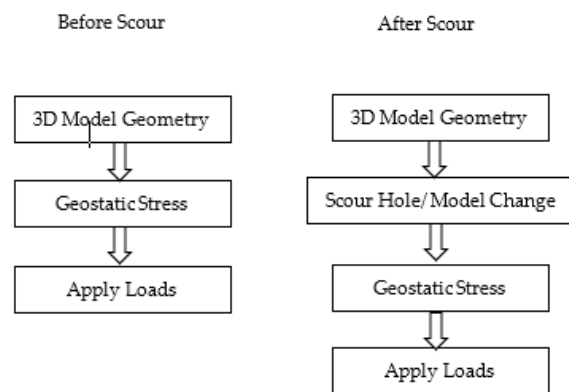 Before Scour
3D Model Geometry
Geostatic Stress
Apply Loads
After Scour
3D Model Geometry
Scour Hole/Model Change
Geostatic Stress
Apply Loads